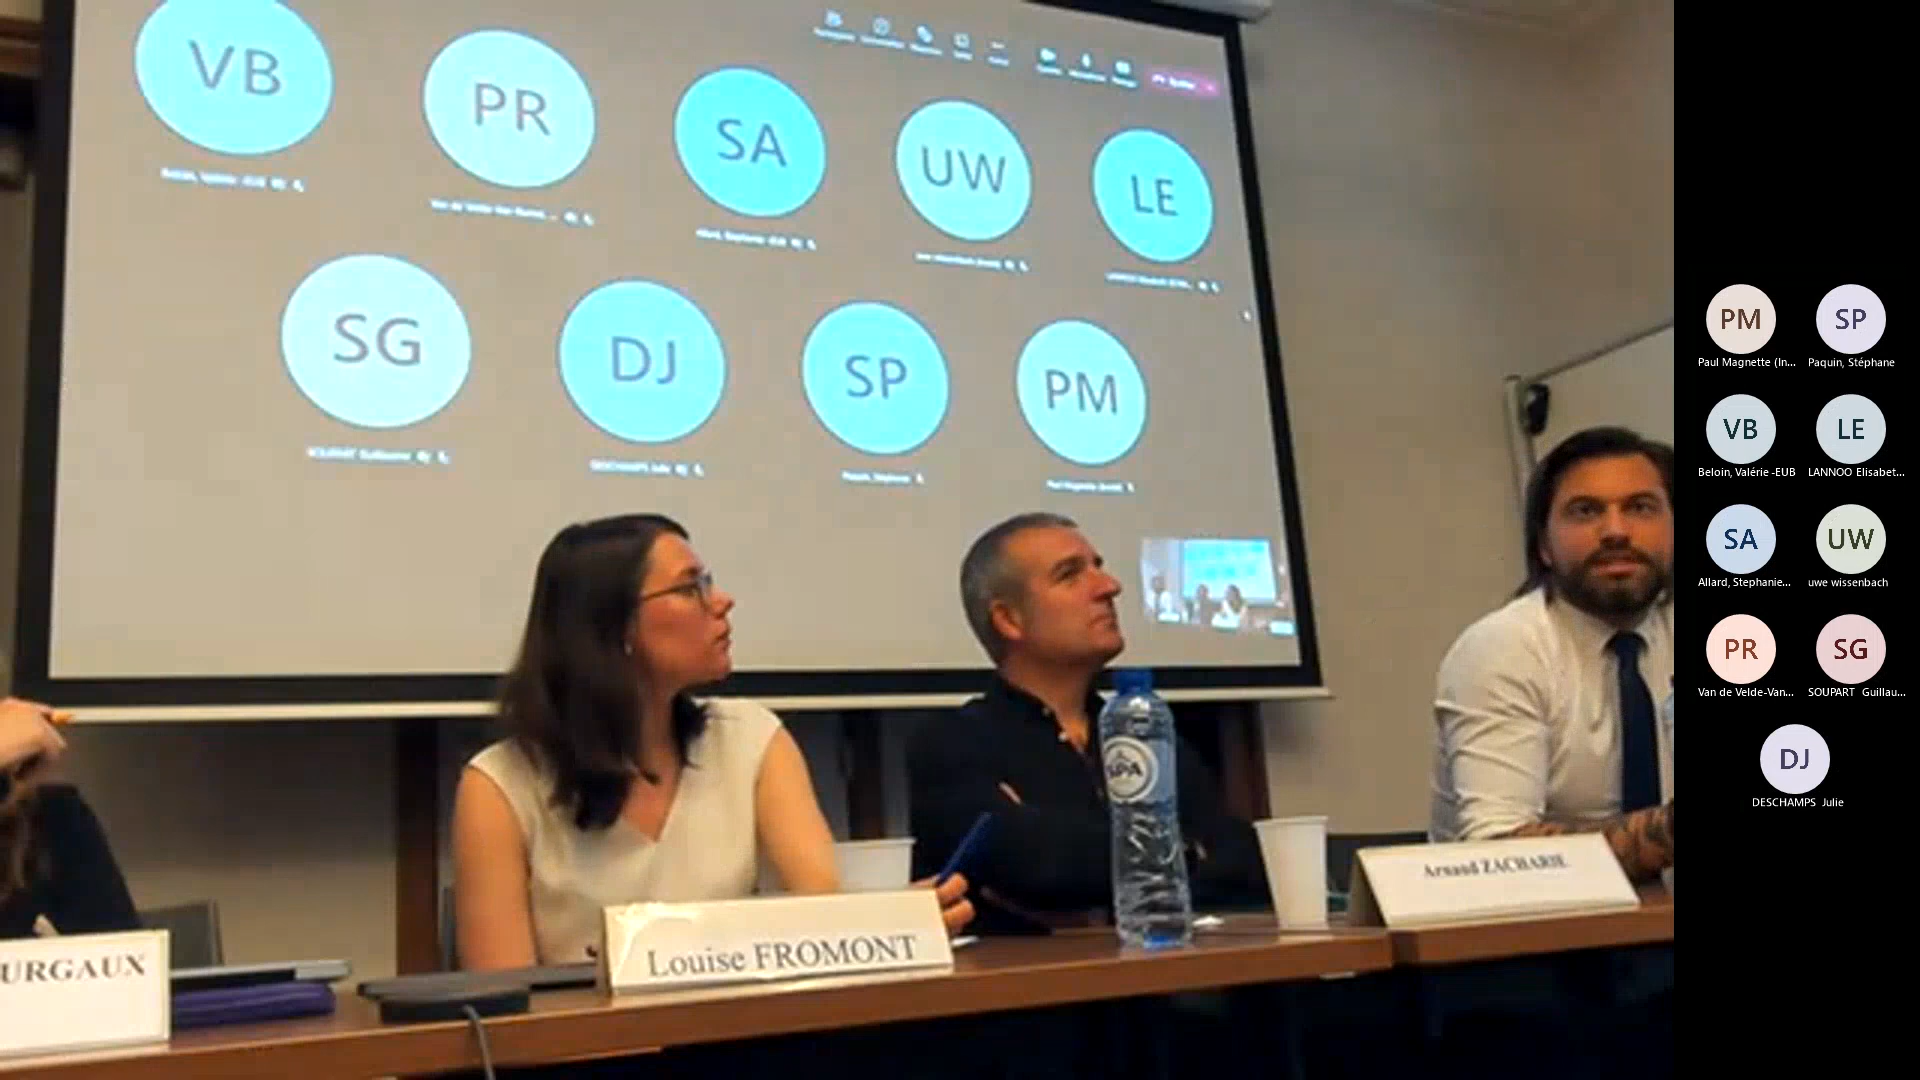 VB
PR
SA
UW
LE
SG
DJ
SP
PM
SPA
URGAUX
Louise FROMONT
Arnaud ZACHARIE
PM
Paul Magnette (In...
SP
Paquin, Stéphane
VB
Beloin, Valérie -EUB
LE
LANNOO Elisabet...
SA
Allard, Stephanie...
UW
uwe wissenbach
PR
Van de Velde-Van...
SG
SOUPART Guillau...
DJ
DESCHAMPS Julie